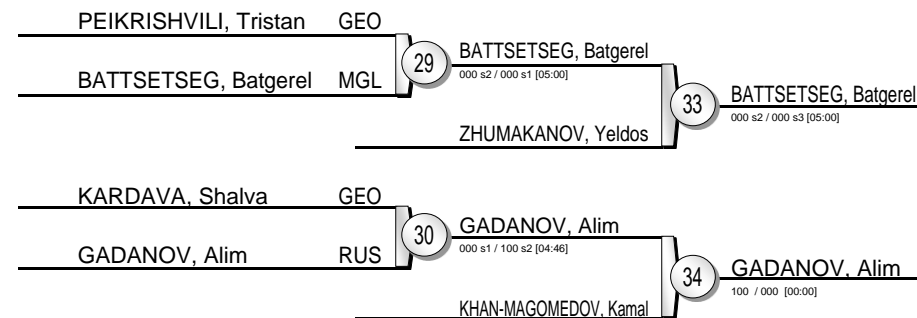 PEIKRISHVILI, Tristan GEO
29
BATTSETSEG, Batgerel
000 s2 / 000 s1 [05:00]
BATTSETSEG, Batgerel MGL
33
BATTSETSEG, Batgerel
000 s2 / 000 s3 [05:00]
ZHUMAKANOV, Yeldos
KARDAVA, Shalva GEO
30
GADANOV, Alim
000 s1 / 100 s2 [04:46]
GADANOV, Alim RUS
34
GADANOV, Alim
100 / 000 [00:00]
KHAN-MAGOMEDOV, Kamal